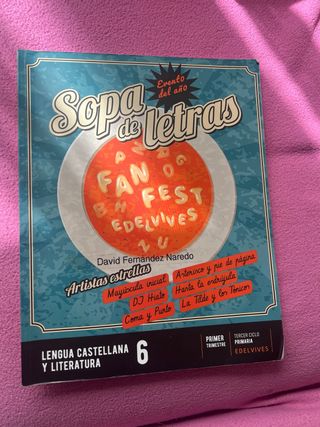 Evento
del año
Sopa
de letras
FAN
FEST
EDELVIVES
David Fernández Naredo
Artistas estrellas
Mayúscula inicial
Asterisco y pie de página
DJ Hiato
Hasta la entrijula
Coma y Punto
La Tilde y los Tónicos
LENGUA CASTELLANA
Y LITERATURA
6
PRIMER
TRIMESTRE
TERCER CICLO
PRIMARIA
EDELVIVES